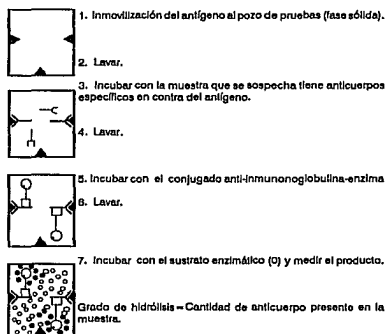 1. Inmovilización del antígeno al pozo de pruebas (fase sólida).
2. Lavar.
3. Incubar con la muestra que se sospecha tiene anticuerpos
específicos en contra del antígeno.
4. Lavar.
5. Incubar con el conjugado anti-inmunonoglobulina-enzima
6. Lavar.
7. Incubar con el sustrato enzimático (O) y medir el producto.
Grado de hidrólisis = Cantidad de anticuerpo presente en la
muestra.